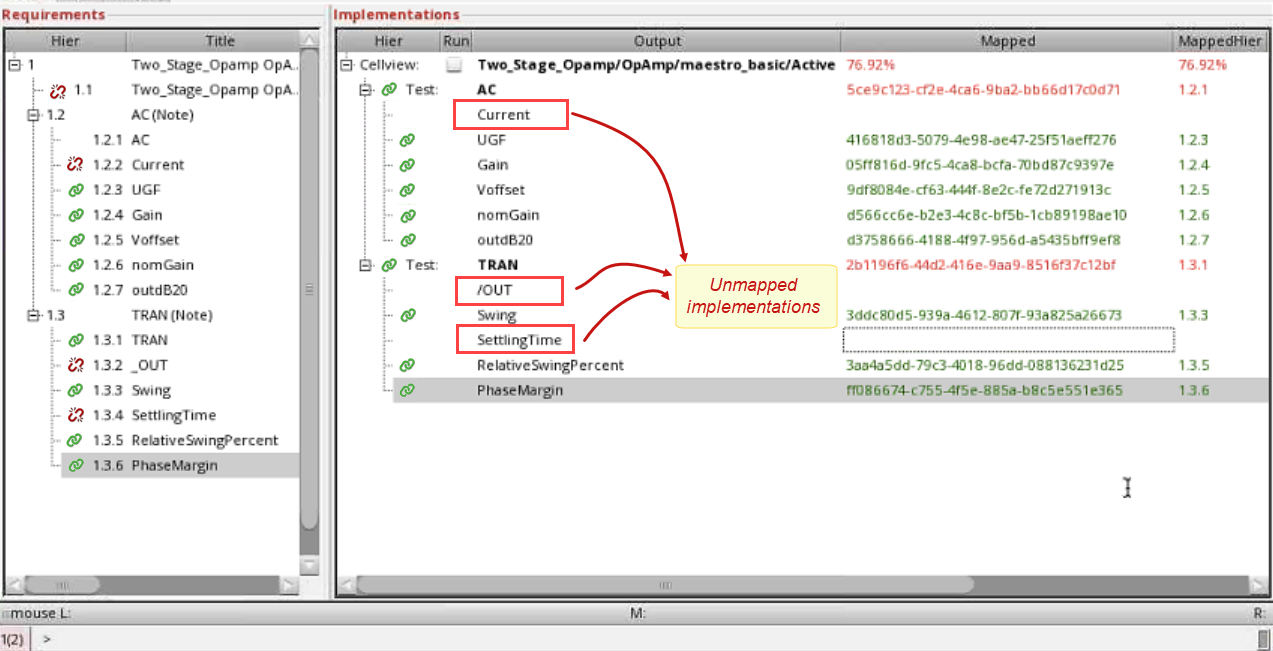 Requirements
Hier Title
1 Two_Stage_Opamp OpA..
1.1 Two_Stage_Opamp OpA..
1.2 AC(Note)
1.2.1 AC
1.2.2 Current
1.2.3 UGF
1.2.4 Gain
1.2.5 Voffset
1.2.6 nomGain
1.2.7 outdB20
1.3 TRAN(Note)
1.3.1 TRAN
1.3.2 _OUT
1.3.3 Swing
1.3.4 SettlingTime
1.3.5 RelativeSwingPercent
1.3.6 PhaseMargin
Implementations
Hier Run Output Mapped MappedHier
Cellview: Two_Stage_Opamp/OpAmp/maestro_basic/Active 76.92% 76.92%
Test: AC 5ce9c123-cf2e-4ca6-9ba2-bb66d17c0d71 1.2.1
Current
UGF 416818d3-5079-4e98-ae47-25f51aeff276 1.2.3
Gain 05ff816d-9fc5-4ca8-bcfa-70bd87c9397e 1.2.4
Voffset 9df8084e-cf63-444f-8e2c-fe72d271913c 1.2.5
nomGain d566cc6e-b2e3-4c8c-bf5b-1cb89198ae10 1.2.6
outdB20 d3758666-4188-4f97-956d-a5435bff9ef8 1.2.7
Test: TRAN 2b1196f6-44d2-416e-9aa9-8516f37c12bf 1.3.1
/OUT
Swing 3ddc80d5-939a-4612-807f-93a825a26673 1.3.3
SettlingTime
RelativeSwingPercent 3aa4a5dd-79c3-4018-96dd-088136231d25 1.3.5
PhaseMargin ff086674-c755-4f5e-885a-b8c5e551e365 1.3.6
Unmapped
implementations
mouse L: M: R:
1(2) >